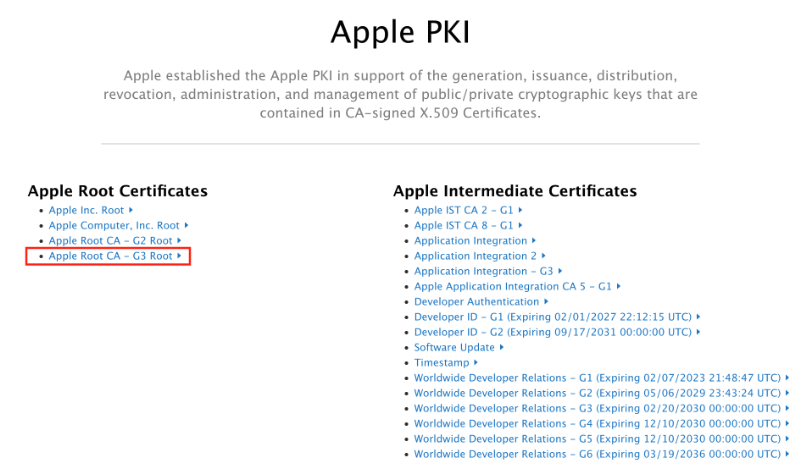 Apple PKI
Apple established the Apple PKI in support of the generation, issuance, distribution,
revocation, administration, and management of public/private cryptographic keys that are
contained in CA-signed X.509 Certificates.
Apple Root Certificates
Apple Inc. Root
Apple Computer, Inc. Root
Apple Root CA - G2 Root
Apple Root CA - G3 Root
Apple Intermediate Certificates
Apple IST CA 2 - G1
Apple IST CA 8 - G1
Application Integration
Application Integration 2
Application Integration - G3
Apple Application Integration CA 5 - G1
Developer Authentication
Developer ID - G1 (Expiring 02/01/2027 22:12:15 UTC)
Developer ID - G2 (Expiring 09/17/2031 00:00:00 UTC)
Software Update
Timestamp
Worldwide Developer Relations - G1 (Expiring 02/07/2023 21:48:47 UTC)
Worldwide Developer Relations - G2 (Expiring 05/06/2029 23:43:24 UTC)
Worldwide Developer Relations - G3 (Expiring 02/20/2030 00:00:00 UTC)
Worldwide Developer Relations - G4 (Expiring 12/10/2030 00:00:00 UTC)
Worldwide Developer Relations - G5 (Expiring 12/10/2030 00:00:00 UTC)
Worldwide Developer Relations - G6 (Expiring 03/19/2036 00:00:00 UTC)